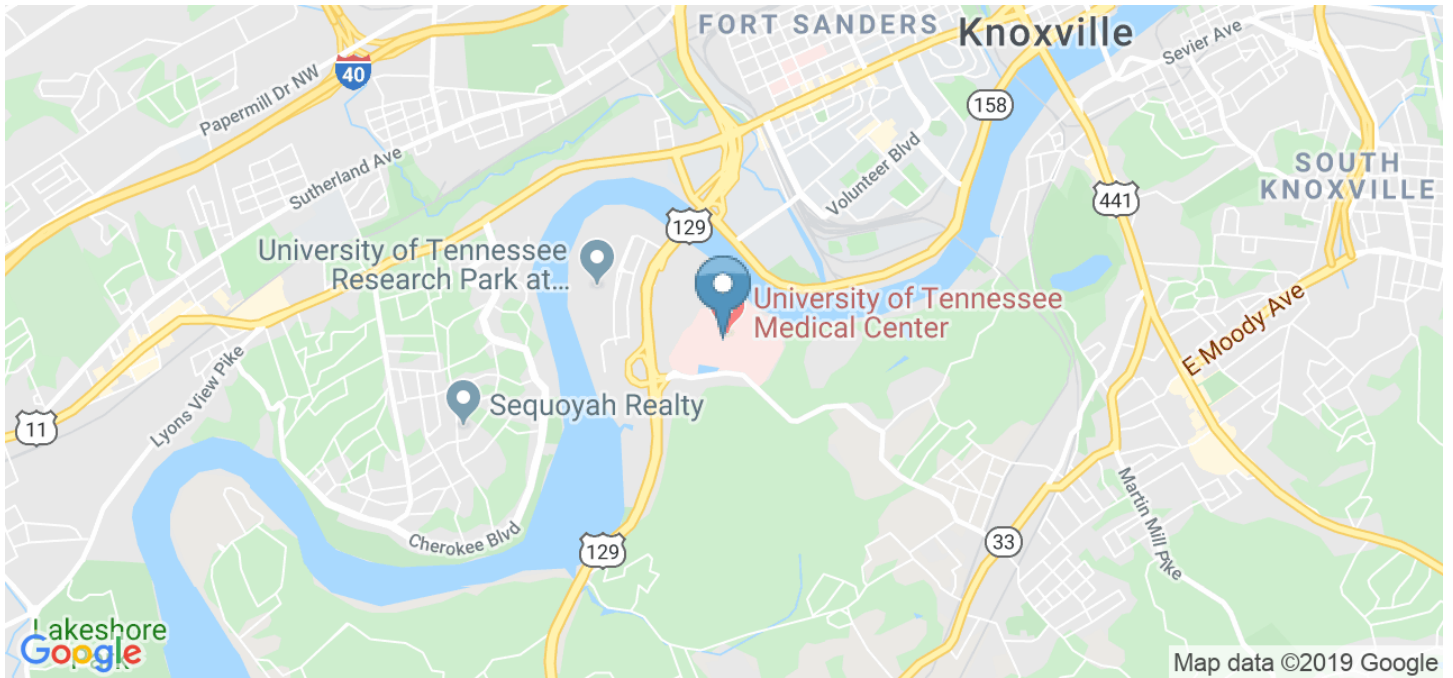 FORT SANDERS
Knoxville
Sevier Ave
40
Papermill Dr NW
158
Sutherland Ave
Volunteer Blvd
SOUTH
KNOXVILLE
441
129
University of Tennessee
Research Park at...
University of Tennessee
Medical Center
E Moody Ave
Lyons View Pike
Sequoyah Realty
11
Martin Mill Pike
Cherokee Blvd
129
33
Lakeshore
Google
Map data ©2019 Google